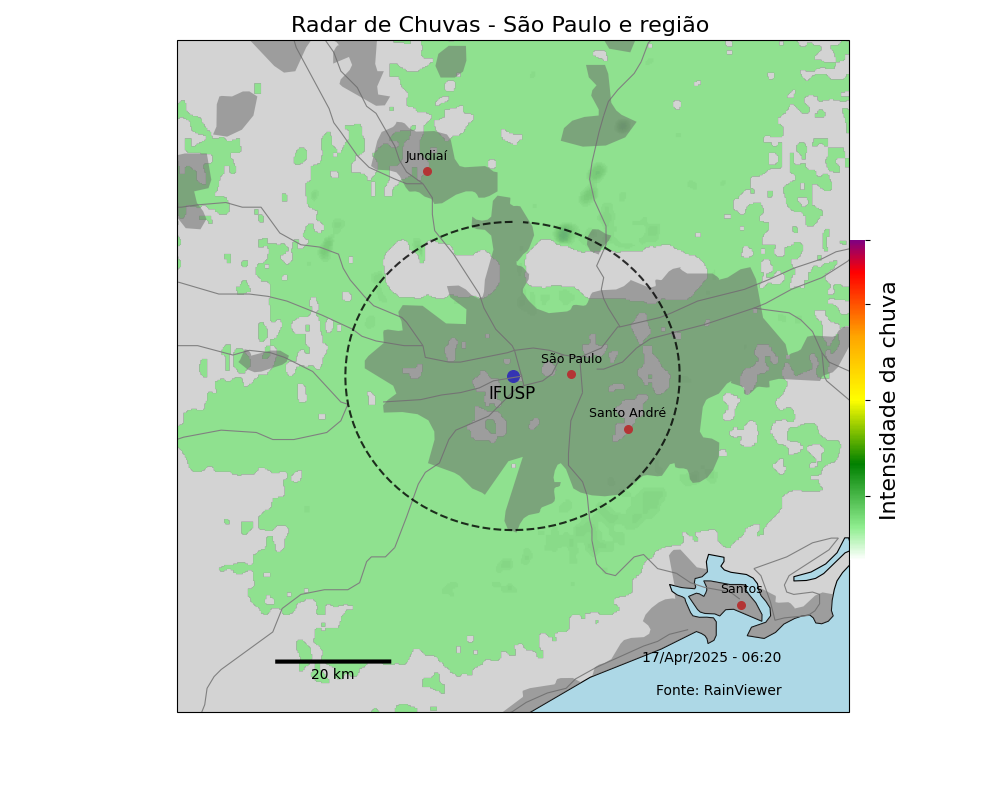 Radar de Chuvas - São Paulo e região
Jundiaí
São Paulo
IFUSP
Santo André
Intensidade da chuva
Santos
17/Apr/2025 - 06:20
20 km
Fonte: RainViewer